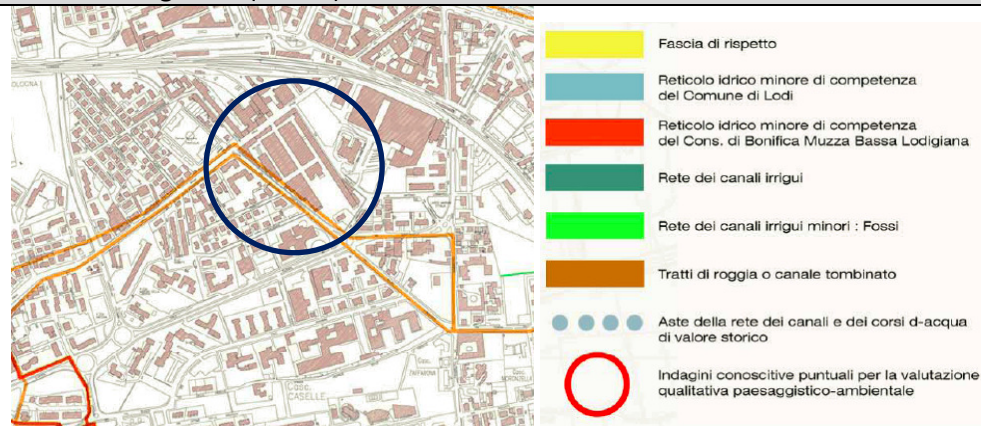 BOLOGNA
Cosc.
CASELLE
Fascia di rispetto
Reticolo idrico minore di competenza
del Comune di Lodi
Reticolo idrico minore di competenza
del Cons. di Bonifica Muzza Bassa Lodigiana
Rete dei canali irrigui
Rete dei canali irrigui minori : Fossi
Tratti di roggia o canale tombinato
Aste della rete dei canali e dei corsi d-acqua
di valore storico
Indagini conoscitive puntuali per la valutazione
qualitativa paesaggistico-ambientale